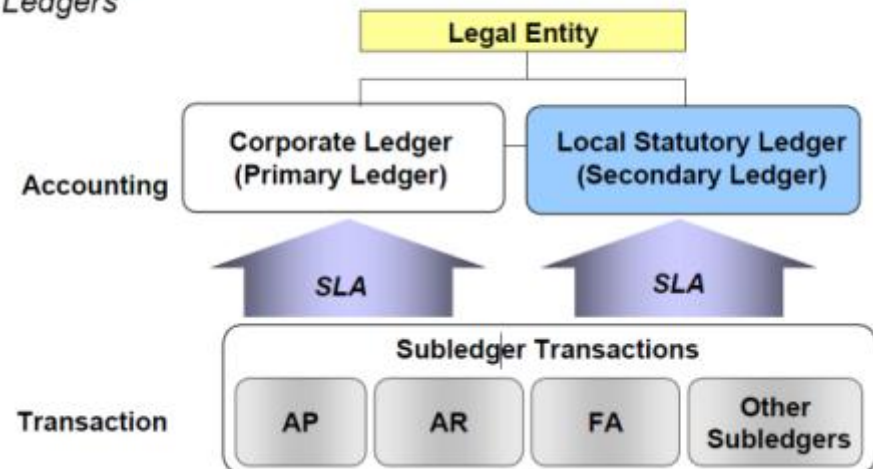 Ledgers
Legal Entity
Corporate Ledger
(Primary Ledger)
Local Statutory Ledger
(Secondary Ledger)
Accounting
SLA
SLA
Subledger Transactions
Transaction
AP
AR
FA
Other
Subledgers